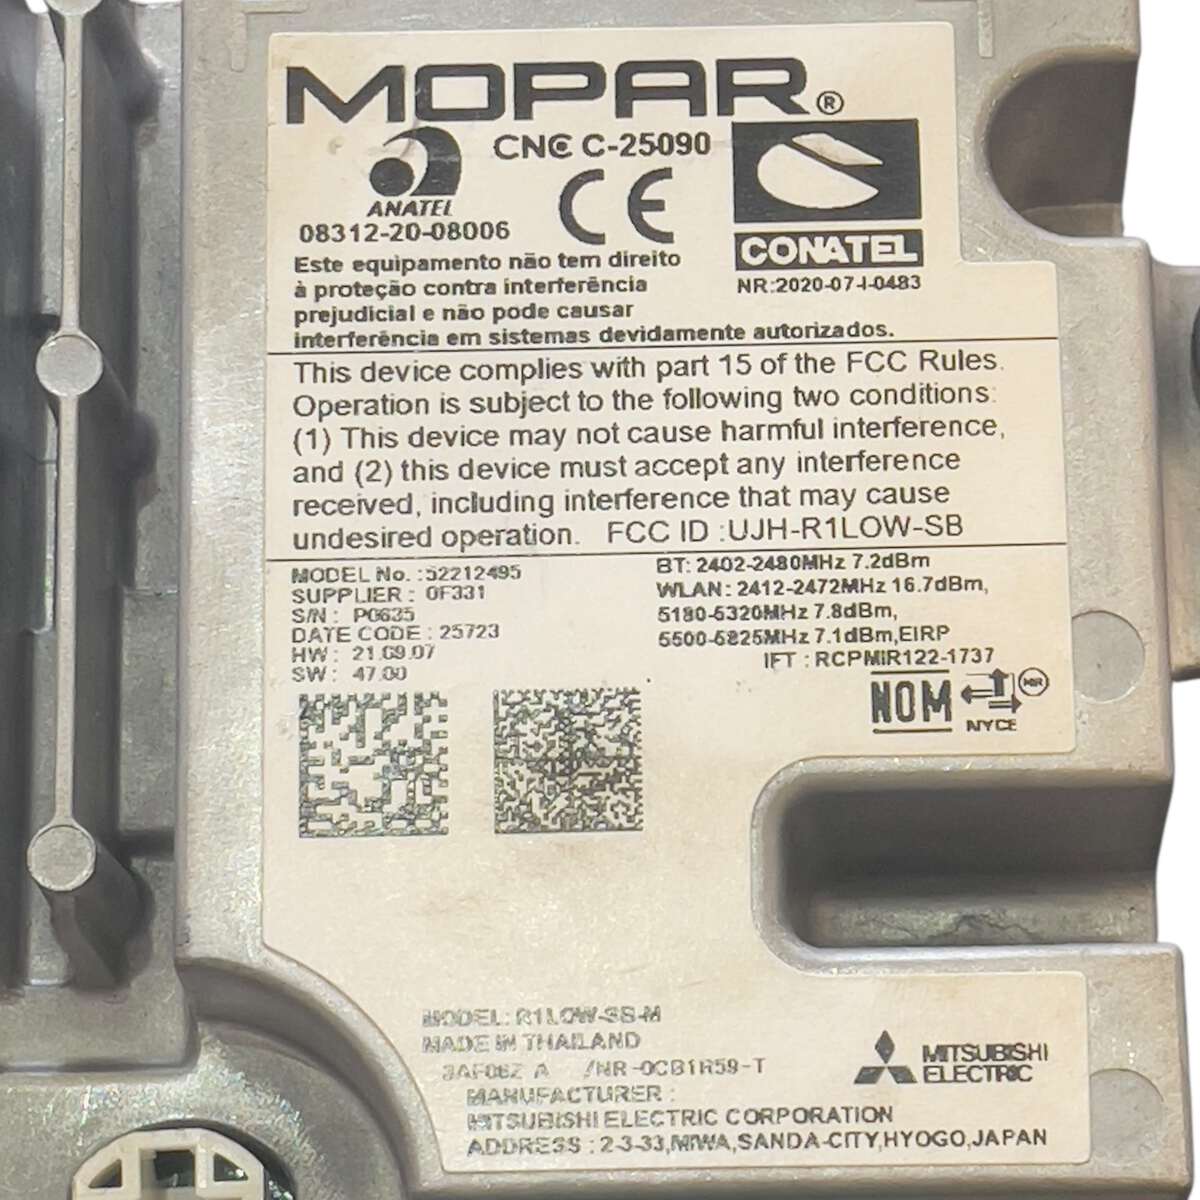 MOPAR®
ANATEL
08312-20-08006
CNC C-25090
CE
CONATEL
NR:2020-07-I-0483
Este equipamento não tem direito
à proteção contra interferência
prejudicial e não pode causar
interferência em sistemas devidamente autorizados.
This device complies with part 15 of the FCC Rules.
Operation is subject to the following two conditions:
(1) This device may not cause harmful interference,
and (2) this device must accept any interference
received, including interference that may cause
undesired operation. FCC ID :UJH-R1LOW-SB
MODEL No. :52212495
SUPPLIER : 0F331
S/N : P0635
DATE CODE : 25723
HW : 21.09.07
SW : 47.00
BT: 2402-2480MHz 7.2dBm
WLAN: 2412-2472MHz 16.7dBm,
5180-5320MHz 7.8dBm,
5500-5825MHz 7.1dBm,EIRP
IFT : RCPMIR122-1737
NOM
NYCE
MODEL: R1LOW-SB-M
MADE IN THAILAND
/NR-0CB1R59-T
MITSUBISHI
ELECTRIC
MANUFACTURER :
MITSUBISHI ELECTRIC CORPORATION
ADDRESS : 2-3-33,MIWA,SANDA-CITY,HYOGO,JAPAN